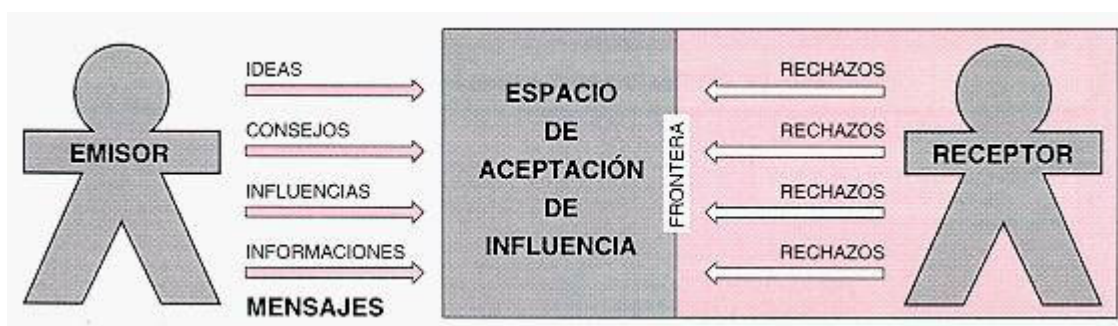 EMISOR
IDEAS
CONSEJOS
INFLUENCIAS
INFORMACIONES
MENSAJES
ESPACIO
DE
ACEPTACIÓN
DE
INFLUENCIA
FRONTERA
RECHAZOS
RECHAZOS
RECHAZOS
RECHAZOS
RECEPTOR